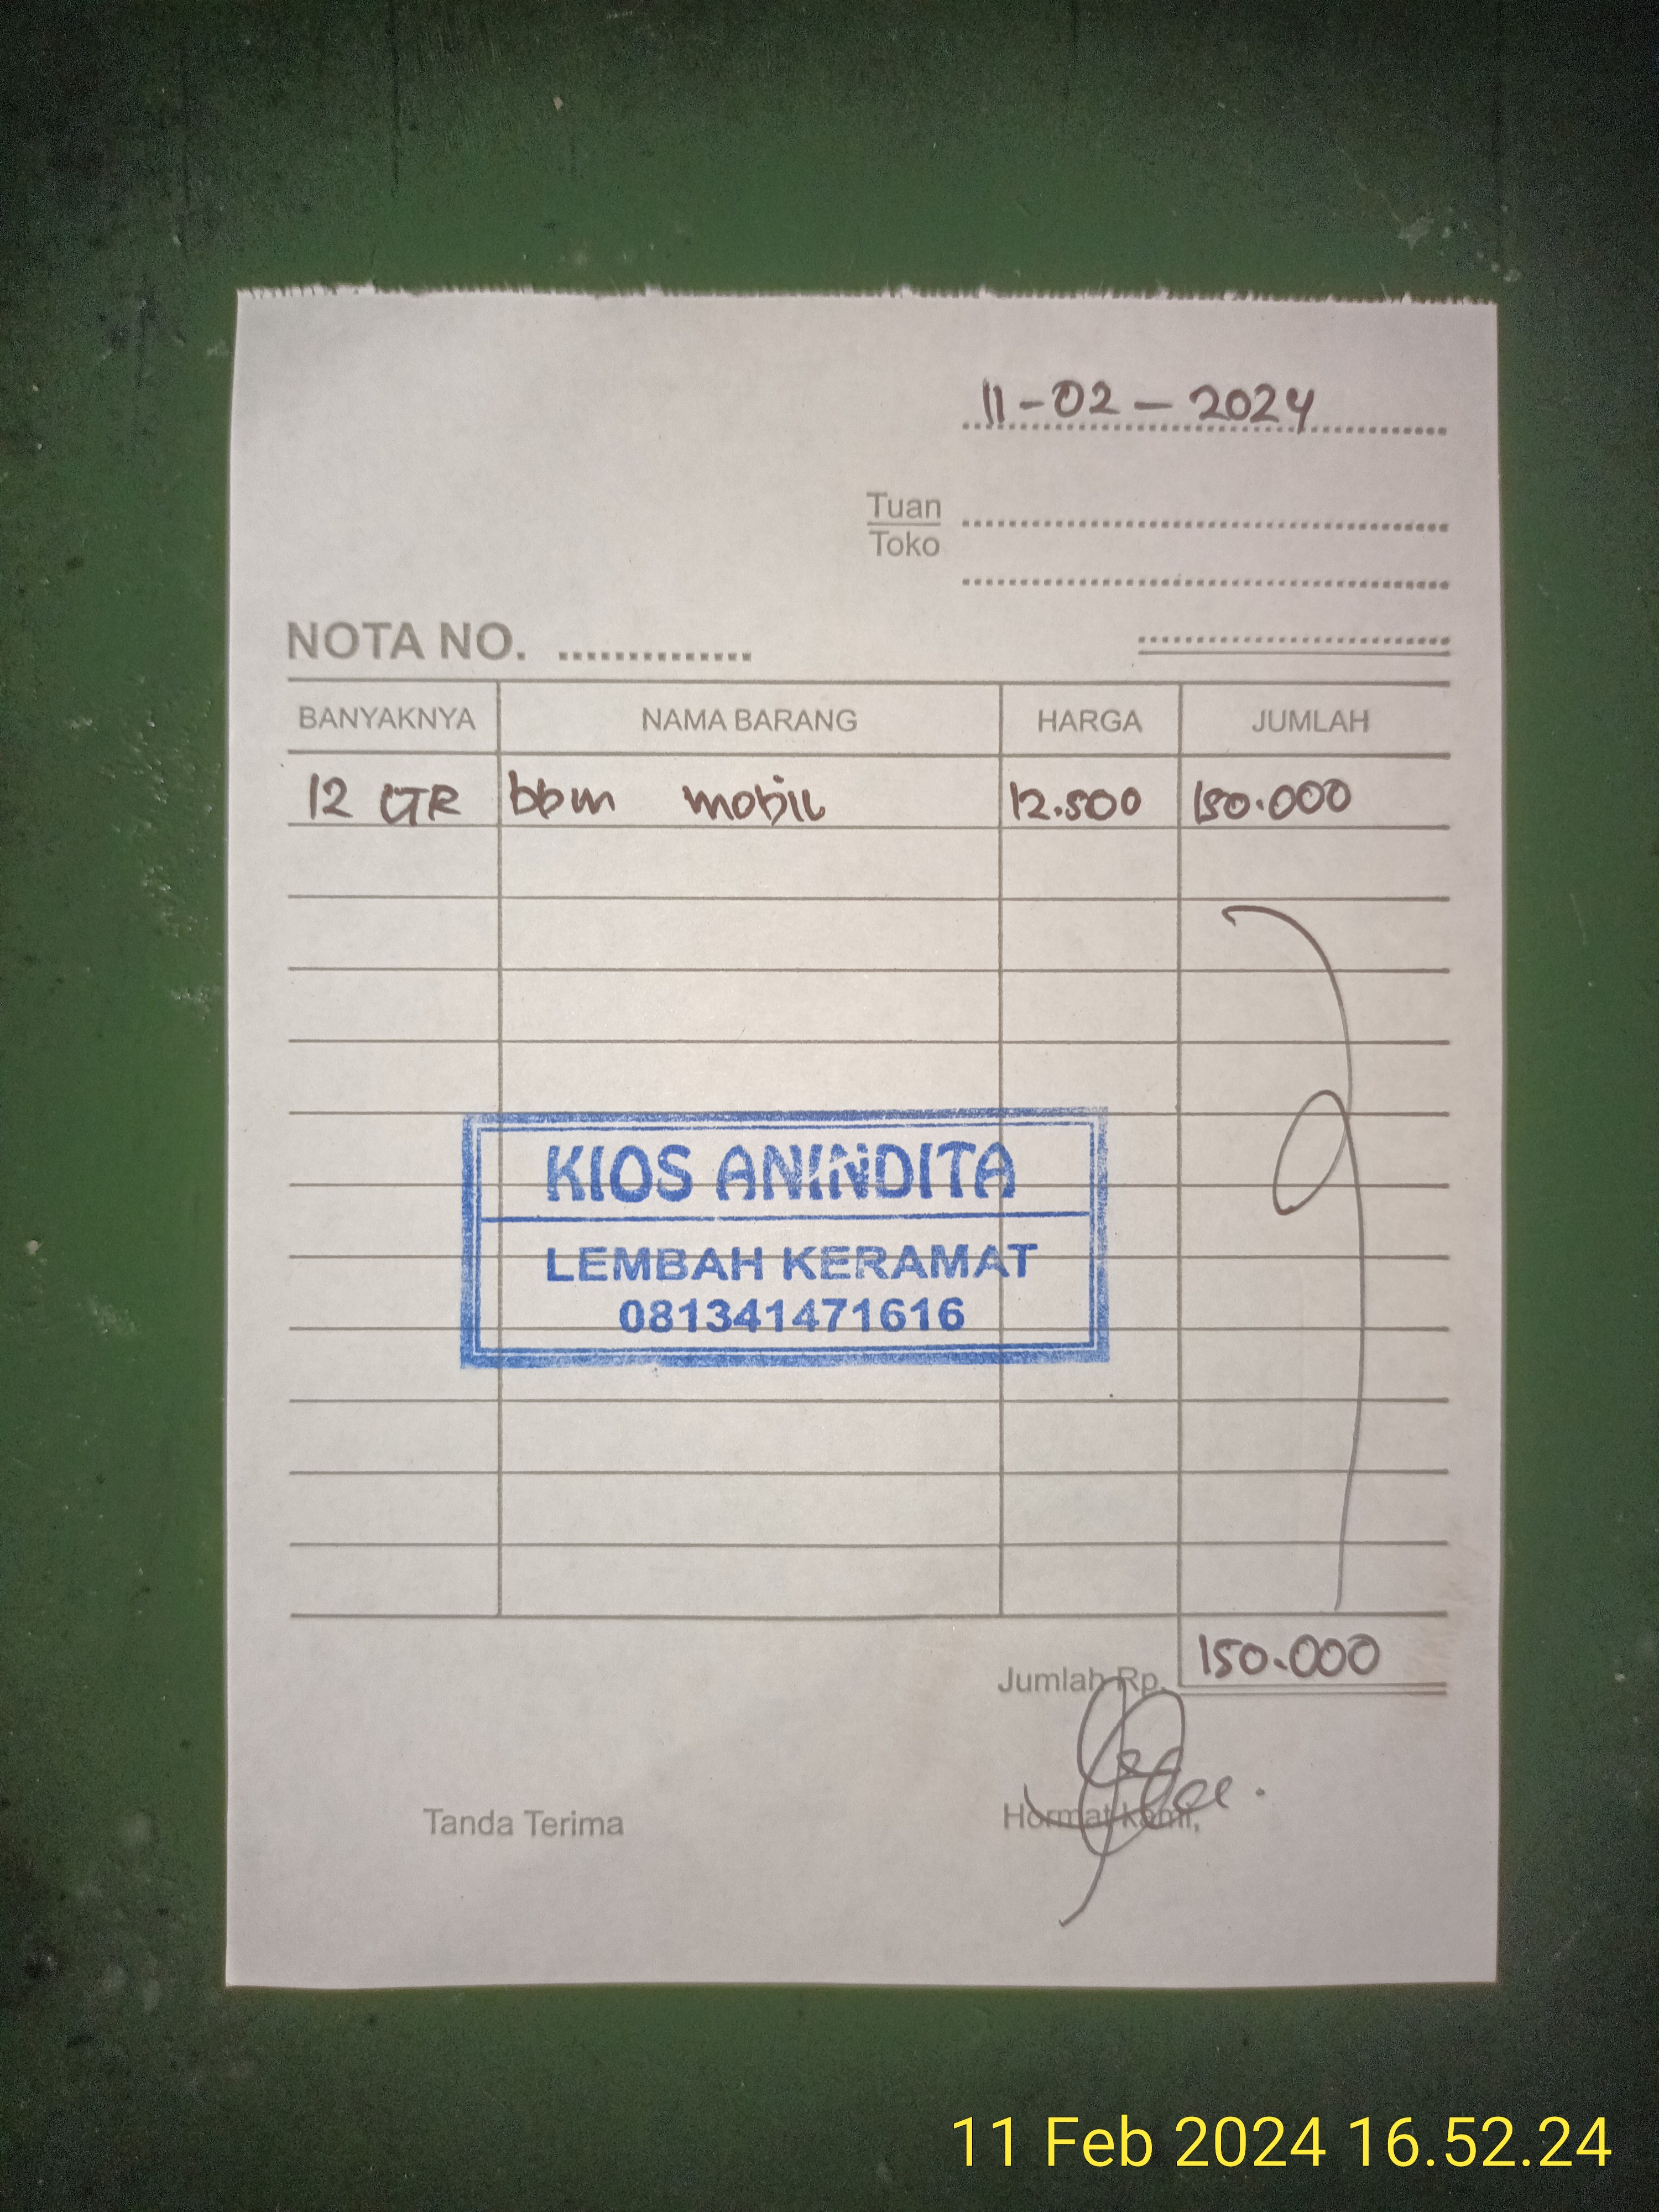 11-02-2024
Tuan
Toko
NOTA NO.
BANYAKNYA NAMA BARANG HARGA JUMLAH
12 LTR bbm mobil 12.500 150.000
KIOS ANINDITA
LEMBAH KERAMAT
081341471616
Jumlah Rp. 150.000
Tanda Terima Hormat kami,
11 Feb 2024 16.52.24